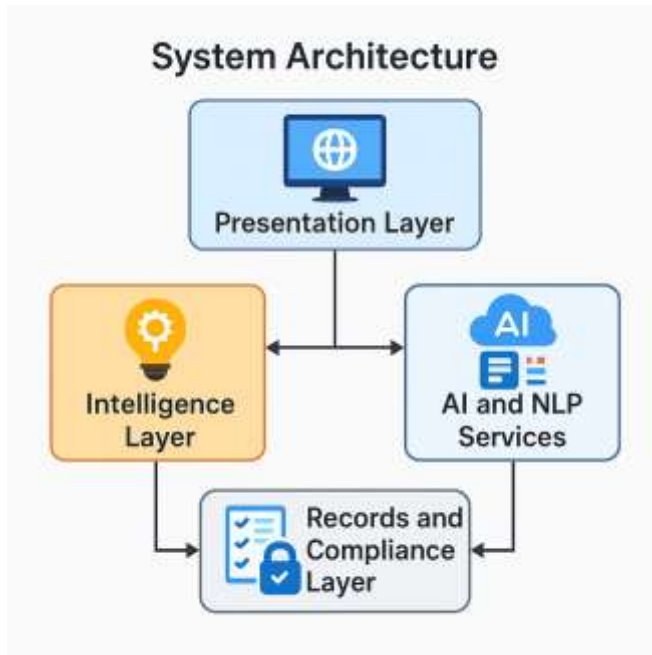 System Architecture
Presentation Layer
Intelligence
Layer
AI
AI and NLP
Services
Records and
Compliance
Layer